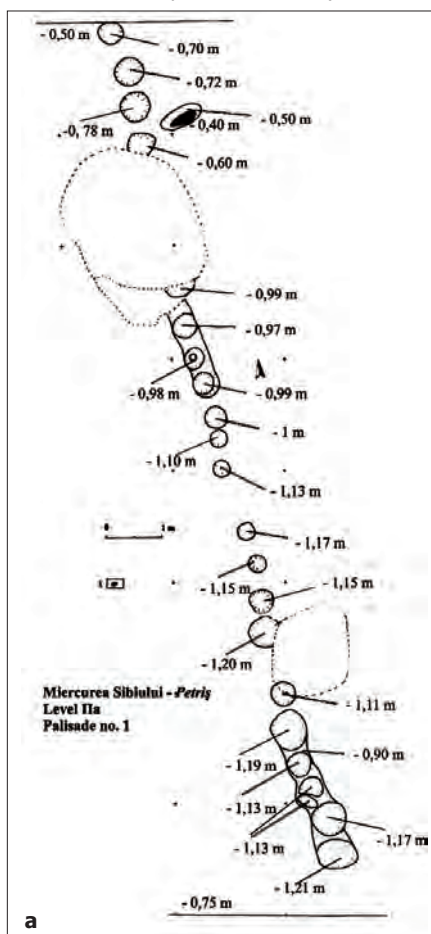 - 0,50 m
- 0,70 m
- 0,72 m
- 0, 78 m
- 0,40 m
- 0,50 m
- 0,60 m
- 0,99 m
- 0,97 m
- 0,98 m
- 0,99 m
- 1 m
- 1,10 m
- 1,13 m
0
1 m
- 1,17 m
1
- 1,15 m
- 1,15 m
- 1,20 m
Miercurea Sibiului - Petriş
Level IIa
Palisade no. 1
- 1,11 m
- 0,90 m
- 1,19 m
- 1,13 m
- 1,13 m
- 1,17 m
- 1,21 m
- 0,75 m
a